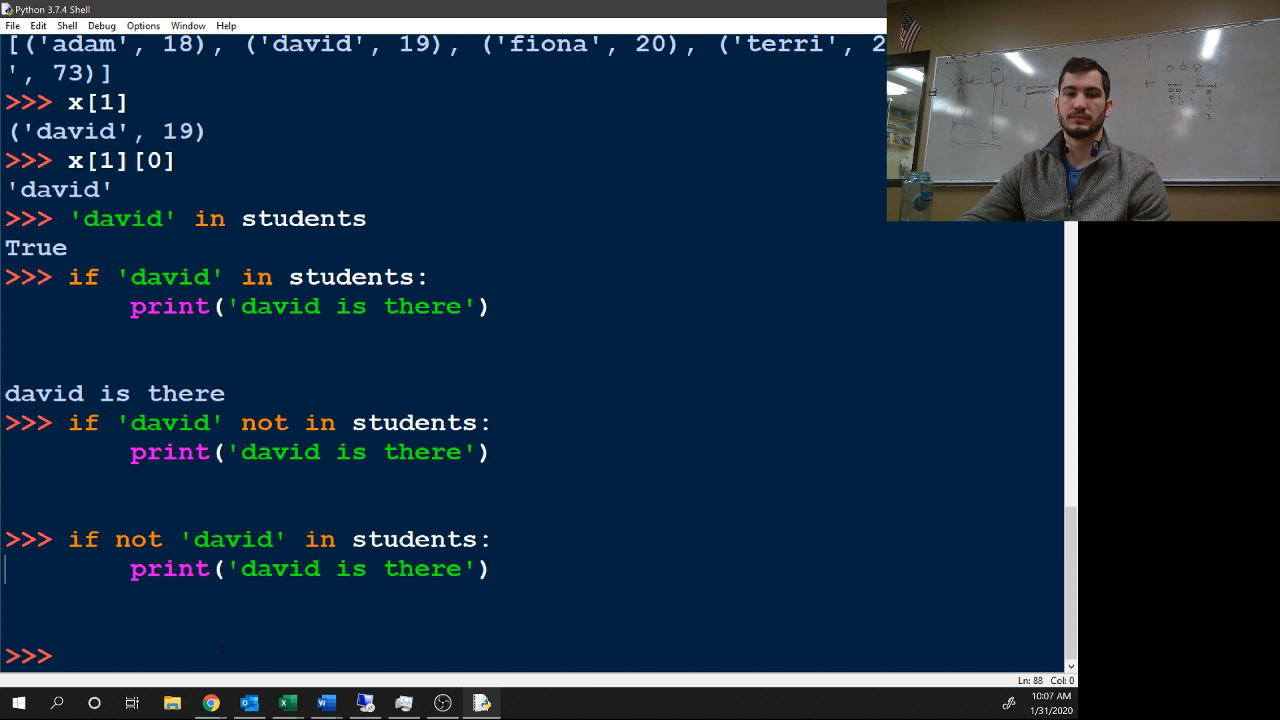 Python 3.7.4 Shell
File Edit Shell Debug Options Window Help
[('adam', 18), ('david', 19), ('fiona', 20), ('terri', 2
', 73)]
>>> x[1]
('david', 19)
>>> x[1][0]
'david'
>>> 'david' in students
True
>>> if 'david' in students:
print('david is there')
david is there
>>> if 'david' not in students:
print('david is there')
>>> if not 'david' in students:
print('david is there')
>>>
Ln: 88 Col: 0
10:07 AM
1/31/2020